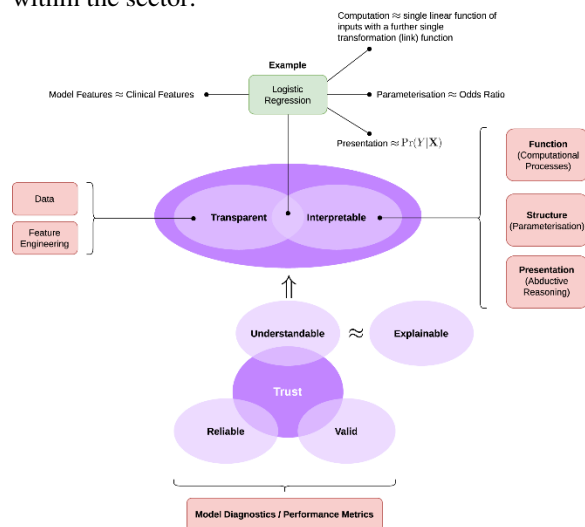 within the sector.
Computation ≈ single linear function of
inputs with a further single
transformation (link) function
Example
Logistic
Regression
Model Features ≈ Clinical Features
Parameterisation ≈ Odds Ratio
Presentation ≈ Pr(Y|X)
Function
(Computational
Processes)
Data
Transparent
Interpretable
Structure
(Parameterisation)
Feature
Engineering
Presentation
(Abductive
Reasoning)
⇑
Understandable
≈
Explainable
Trust
Reliable
Valid
Model Diagnostics / Performance Metrics